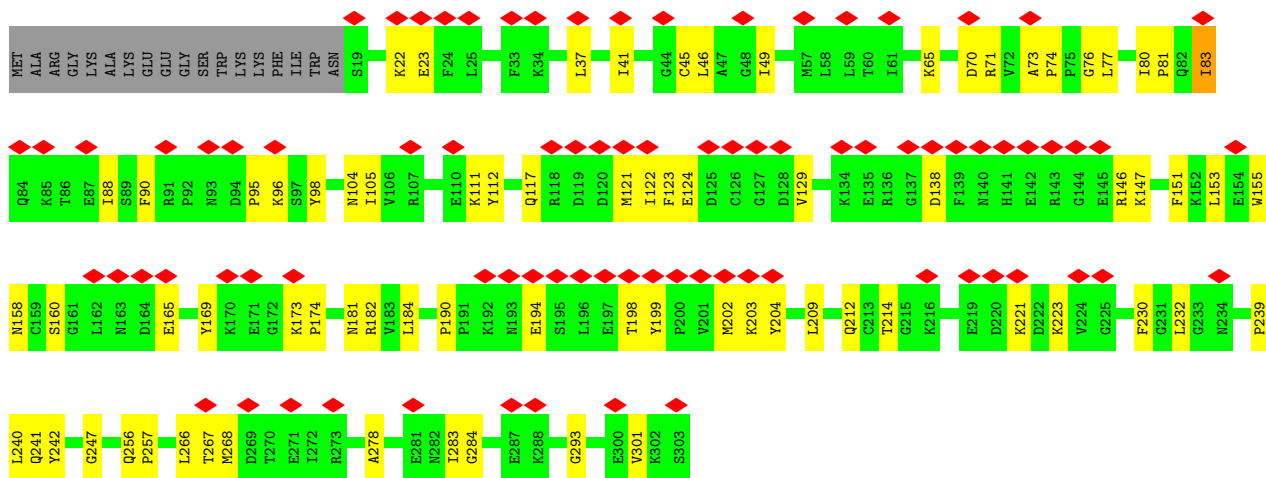 MET ALA ARG GLY LYS ALA LYS GLU GLU GLY SER TRP LYS LYS PHE ILE TRP ASN S19 K22 E23 F24 L25 F33 K34 L37 I41 G44 C45 L46 A47 G48 I49 M57 L58 L59 T60 I61 K65 D70 R71 V72 A73 P74 P75 G76 L77 I80 P81 Q82 I83
Q84 K85 T86 E87 I88 S89 F90 R91 P92 N93 D94 P95 K96 S97 Y98 N104 I105 V106 R107 E110 K111 Y112 Q117 R118 D119 D120 M121 I122 F123 E124 D125 C126 G127 D128 V129 K134 E135 R136 G137 D138 F139 N140 H141 E142 R143 G144 E145 R146 K147 F151 K152 L153 E154 W155
N158 C159 S160 G161 L162 N163 D164 E165 Y169 K170 E171 G172 K173 P174 N181 R182 V183 L184 P190 P191 K192 N193 E194 S195 L196 E197 T198 Y199 P200 V201 M202 K203 Y204 L209 Q212 C213 T214 G215 K216 E219 D220 K221 D222 K223 V224 G225 F230 G231 L232 G233 N234 P239
L240 Q241 Y242 G247 Q256 P257 L266 T267 M268 D269 T270 E271 I272 R273 A278 E281 N282 I283 G284 E287 K288 G293 E300 V301 K302 S303